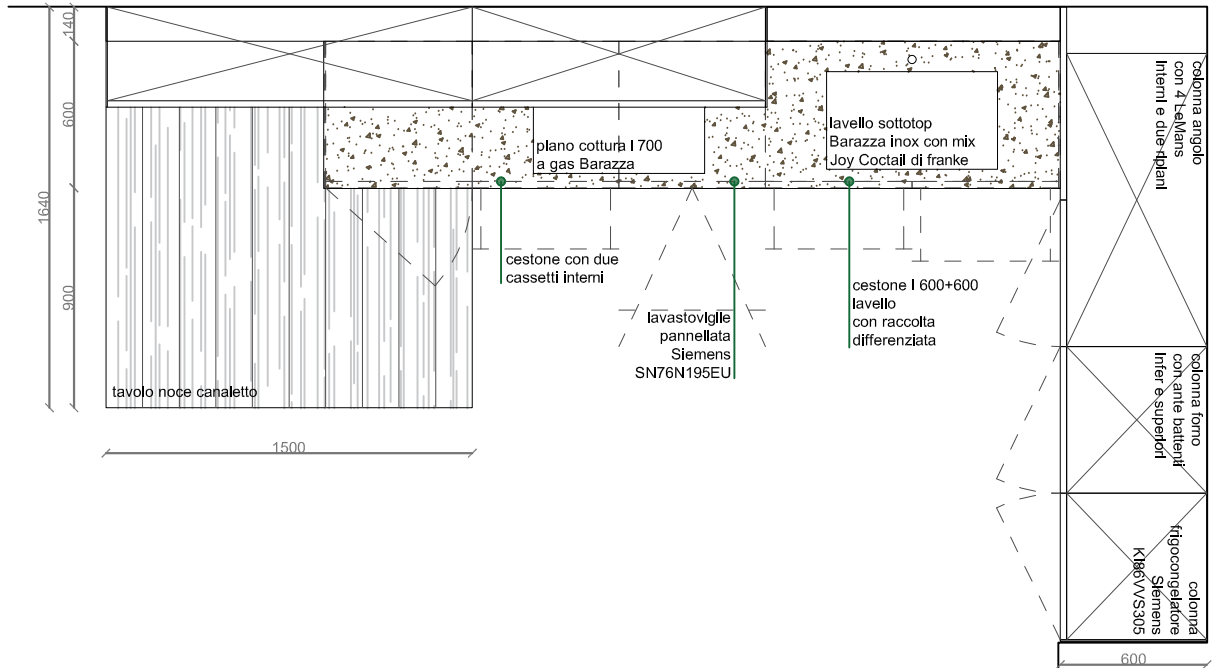 140
600
1640
900
plano cottura l 700
a gas Barazza
lavello sottotop
Barazza inox con mix
Joy Coctail di franke
cestone con due
cassetti interni
lavastoviglie
pannellata
Siemens
SN76N195EU
cestone l 600+600
lavello
con raccolta
differenziata
tavolo noce canaletto
1500
colonna angolo
con 4 LeMans
Interni e due ripiani
colonna forno
con ante battenti
Infer e superiori
colonna
frigocongelatore
Siemens
KI86VVS305
600